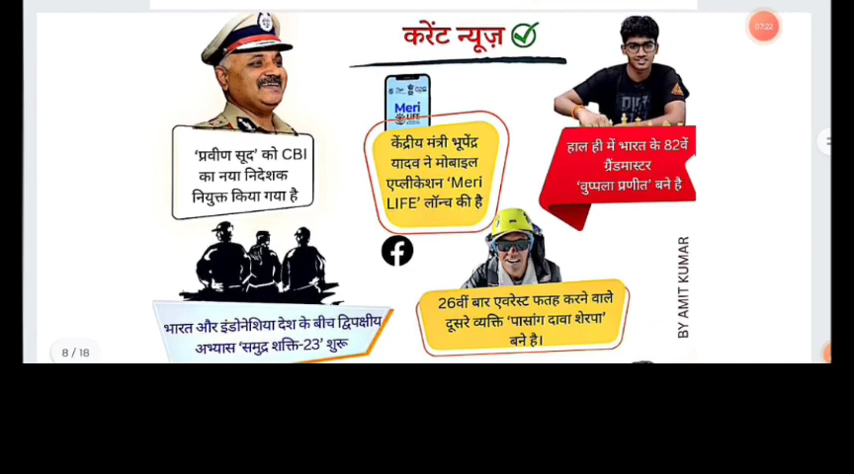 07:22
करेंट न्यूज़
Meri
LiFE
'प्रवीण सूद' को CBI
का नया निदेशक
नियुक्त किया गया है
केंद्रीय मंत्री भूपेंद्र
यादव ने मोबाइल
एप्लीकेशन 'Meri
LIFE' लॉन्च की है
हाल ही में भारत के 82वें
ग्रैंडमास्टर
'वुप्पला प्रणीत' बने है
भारत और इंडोनेशिया देश के बीच द्विपक्षीय
अभ्यास 'समुद्र शक्ति-23' शुरू
26वीं बार एवरेस्ट फतह करने वाले
दूसरे व्यक्ति 'पासांग दावा शेरपा'
बने है।
BY AMIT KUMAR
8 / 18